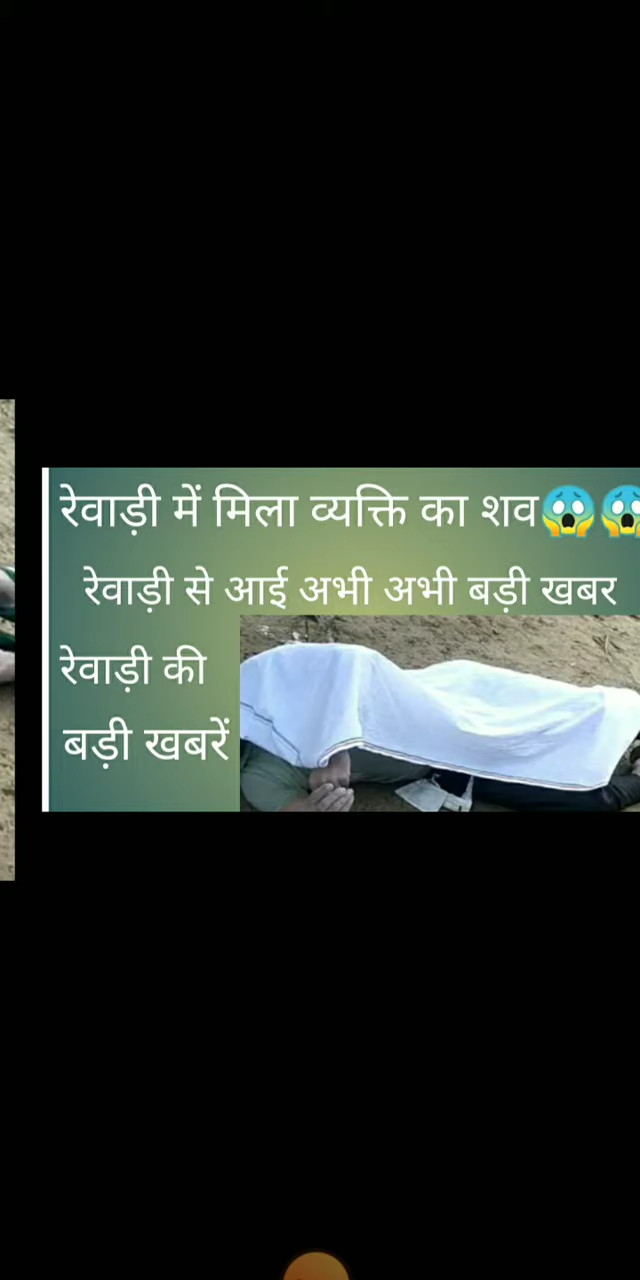 रेवाड़ी में मिला व्यक्ति का शव😱😱
रेवाड़ी से आई अभी अभी बड़ी खबर
रेवाड़ी की
बड़ी खबरें